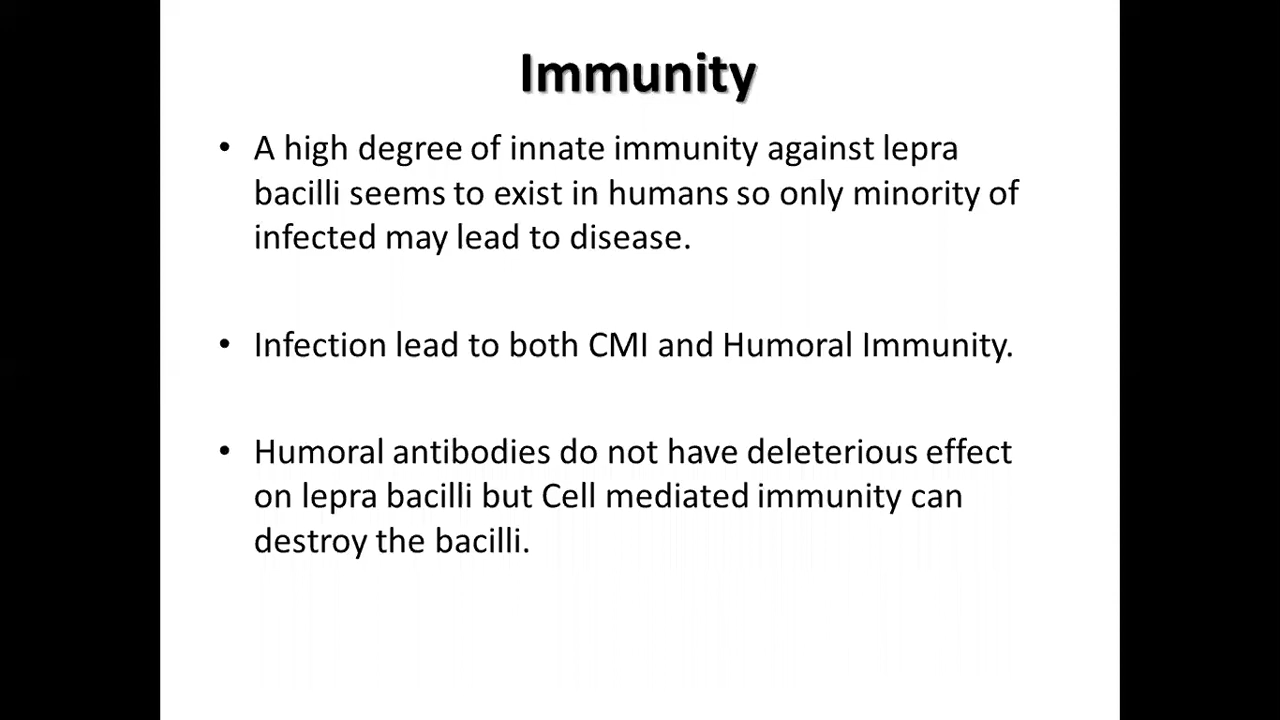 Immunity
• A high degree of innate immunity against lepra
bacilli seems to exist in humans so only minority of
infected may lead to disease.
• Infection lead to both CMI and Humoral Immunity.
• Humoral antibodies do not have deleterious effect
on lepra bacilli but Cell mediated immunity can
destroy the bacilli.